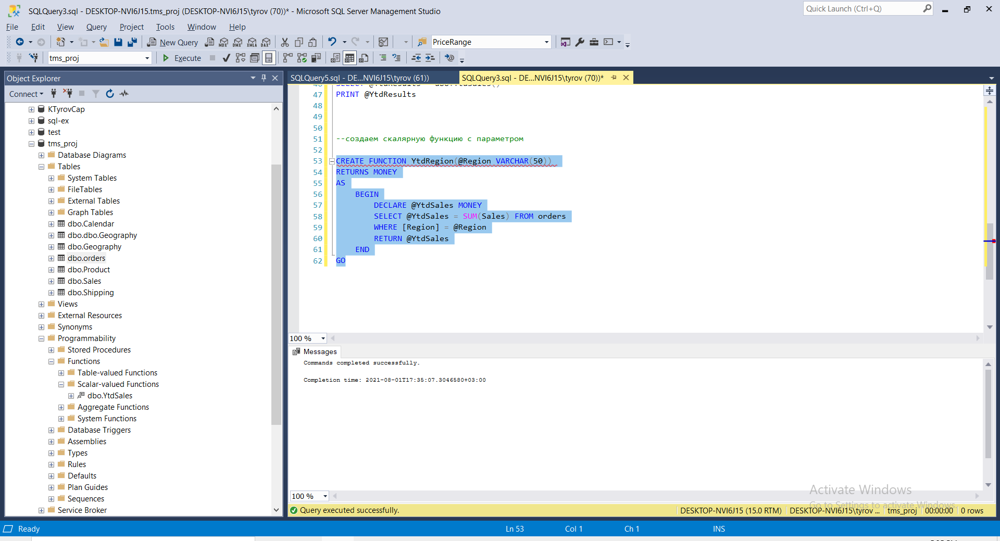 SQLQuery3.sql - DESKTOP-NVI6J15.tms_proj (DESKTOP-NVI6J15\tyrov (70))* - Microsoft SQL Server Management Studio
Quick Launch (Ctrl+Q)
File Edit View Query Project Tools Window Help
New Query MDX DMX XMLA DAX PriceRange
tms_proj Execute
Object Explorer
Connect
KTyrovCap
sql-ex
test
tms_proj
Database Diagrams
Tables
System Tables
FileTables
External Tables
Graph Tables
dbo.Calendar
dbo.dbo.Geography
dbo.Geography
dbo.orders
dbo.Product
dbo.Sales
dbo.Shipping
Views
External Resources
Synonyms
Programmability
Stored Procedures
Functions
Table-valued Functions
Scalar-valued Functions
dbo.YtdSales
Aggregate Functions
System Functions
Database Triggers
Assemblies
Types
Rules
Defaults
Plan Guides
Sequences
Service Broker
SQLQuery5.sql - DE...NVI6J15\tyrov (61)) SQLQuery3.sql - DE...NVI6J15\tyrov (70))*
47 PRINT @YtdResults
48
49
50
51 --создаем скалярную функцию с параметром
52
53 CREATE FUNCTION YtdRegion(@Region VARCHAR(50))
54 RETURNS MONEY
55 AS
56 BEGIN
57 DECLARE @YtdSales MONEY
58 SELECT @YtdSales = SUM(Sales) FROM orders
59 WHERE [Region] = @Region
60 RETURN @YtdSales
61 END
62 GO
100 %
Messages
Commands completed successfully.
Completion time: 2021-08-01T17:35:07.3046580+03:00
Activate Windows
Go to Settings to activate Windows.
100 %
Query executed successfully. DESKTOP-NVI6J15 (15.0 RTM) DESKTOP-NVI6J15\tyrov ... tms_proj 00:00:00 0 rows
Ready Ln 53 Col 1 Ch 1 INS